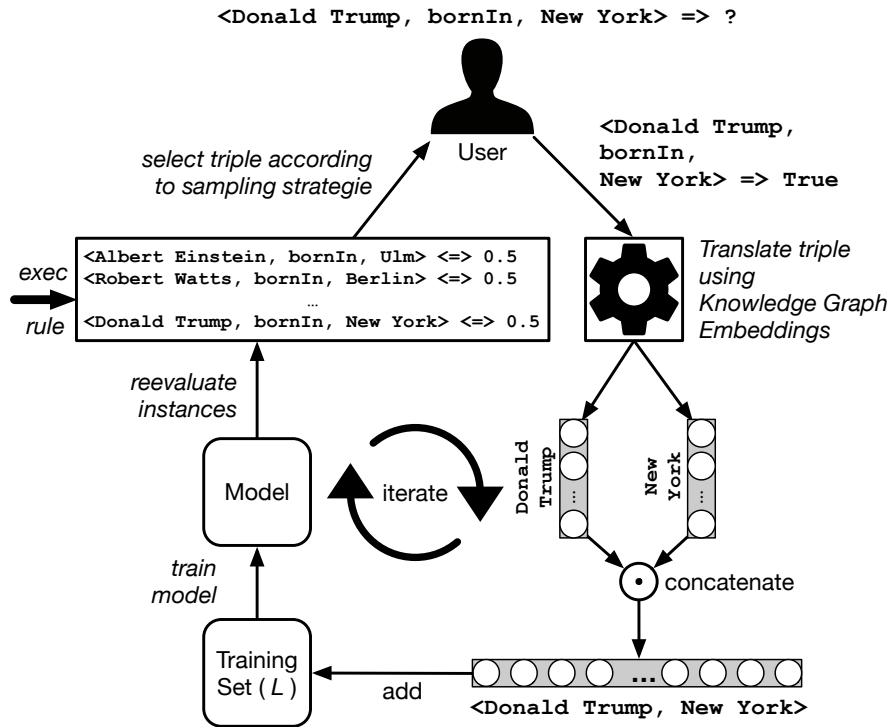 <Donald Trump, bornIn, New York> => ?
User
select triple according
to sampling strategie
<Donald Trump,
bornIn,
New York> => True
exec
rule
<Albert Einstein, bornIn, Ulm> <=> 0.5
<Robert Watts, bornIn, Berlin> <=> 0.5
...
<Donald Trump, bornIn, New York> <=> 0.5
Translate triple
using
Knowledge Graph
Embeddings
reevaluate
instances
Model
iterate
Donald
Trump
...
New
York
...
train
model
concatenate
Training
Set ( L )
add
...
<Donald Trump, New York>